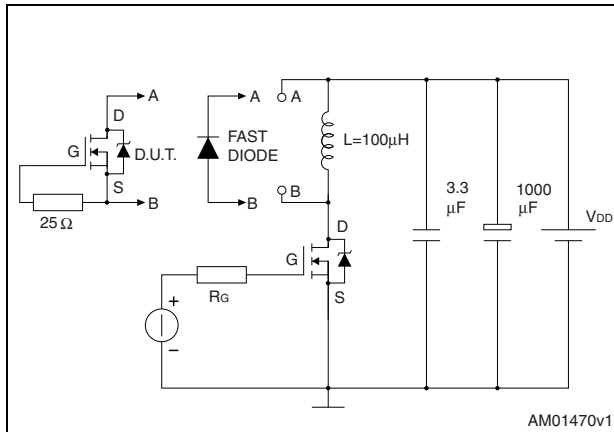 A
A
A
D
FAST
DIODE
L=100µH
G
D.U.T.
S
B
B
B
3.3
µF
1000
µF
25 Ω
D
VDD
G
RG
S
+
–
AM01470v1